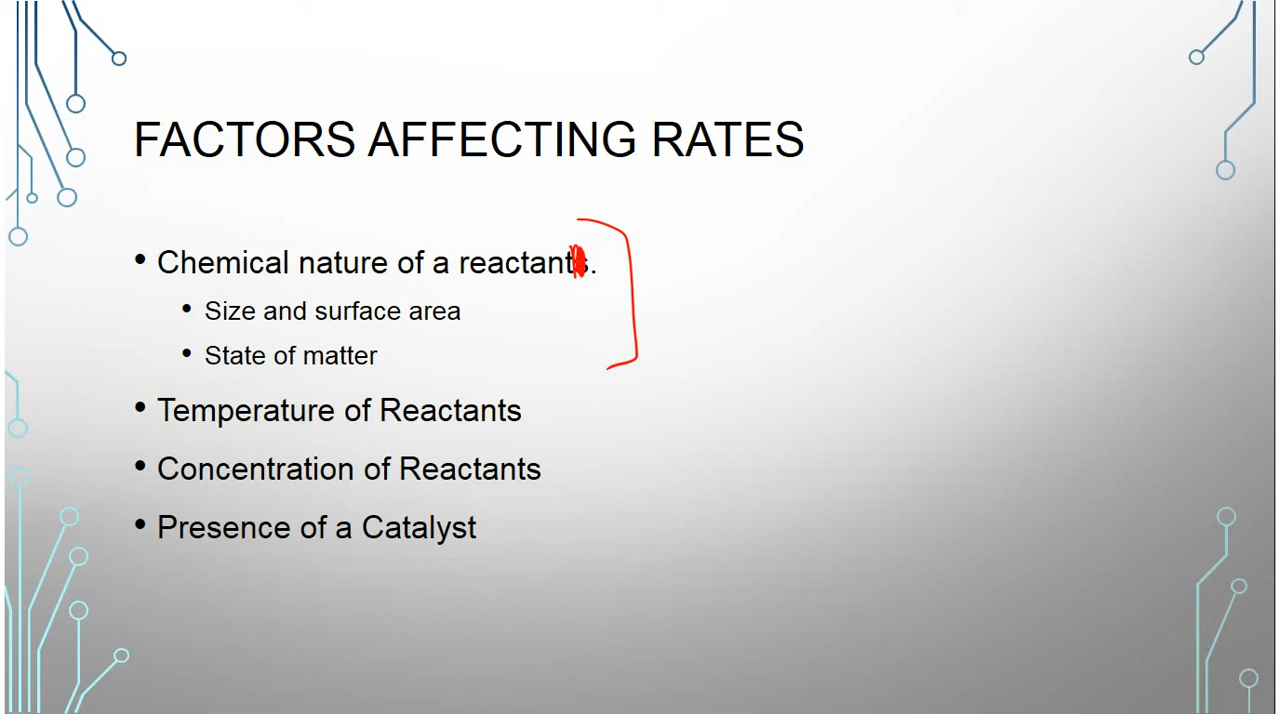 FACTORS AFFECTING RATES
• Chemical nature of a reactants.
• Size and surface area
• State of matter
• Temperature of Reactants
• Concentration of Reactants
• Presence of a Catalyst